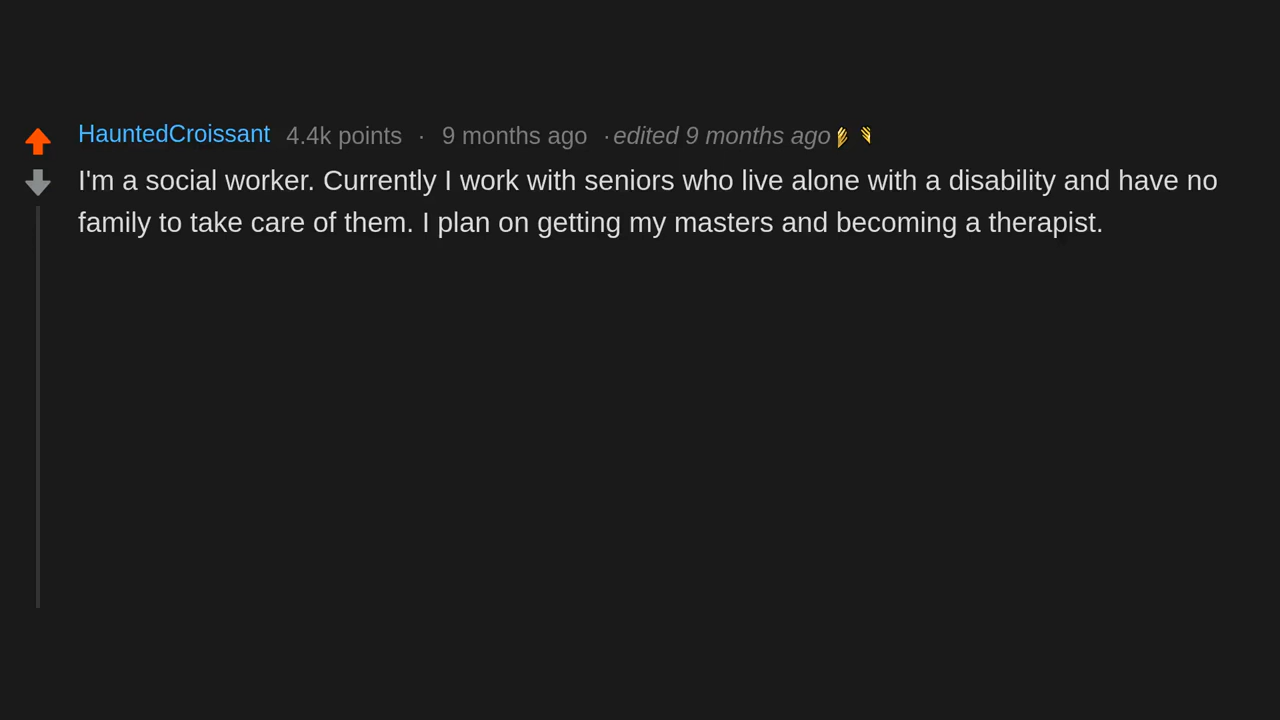 HauntedCroissant 4.4k points · 9 months ago · edited 9 months ago
I'm a social worker. Currently I work with seniors who live alone with a disability and have no
family to take care of them. I plan on getting my masters and becoming a therapist.